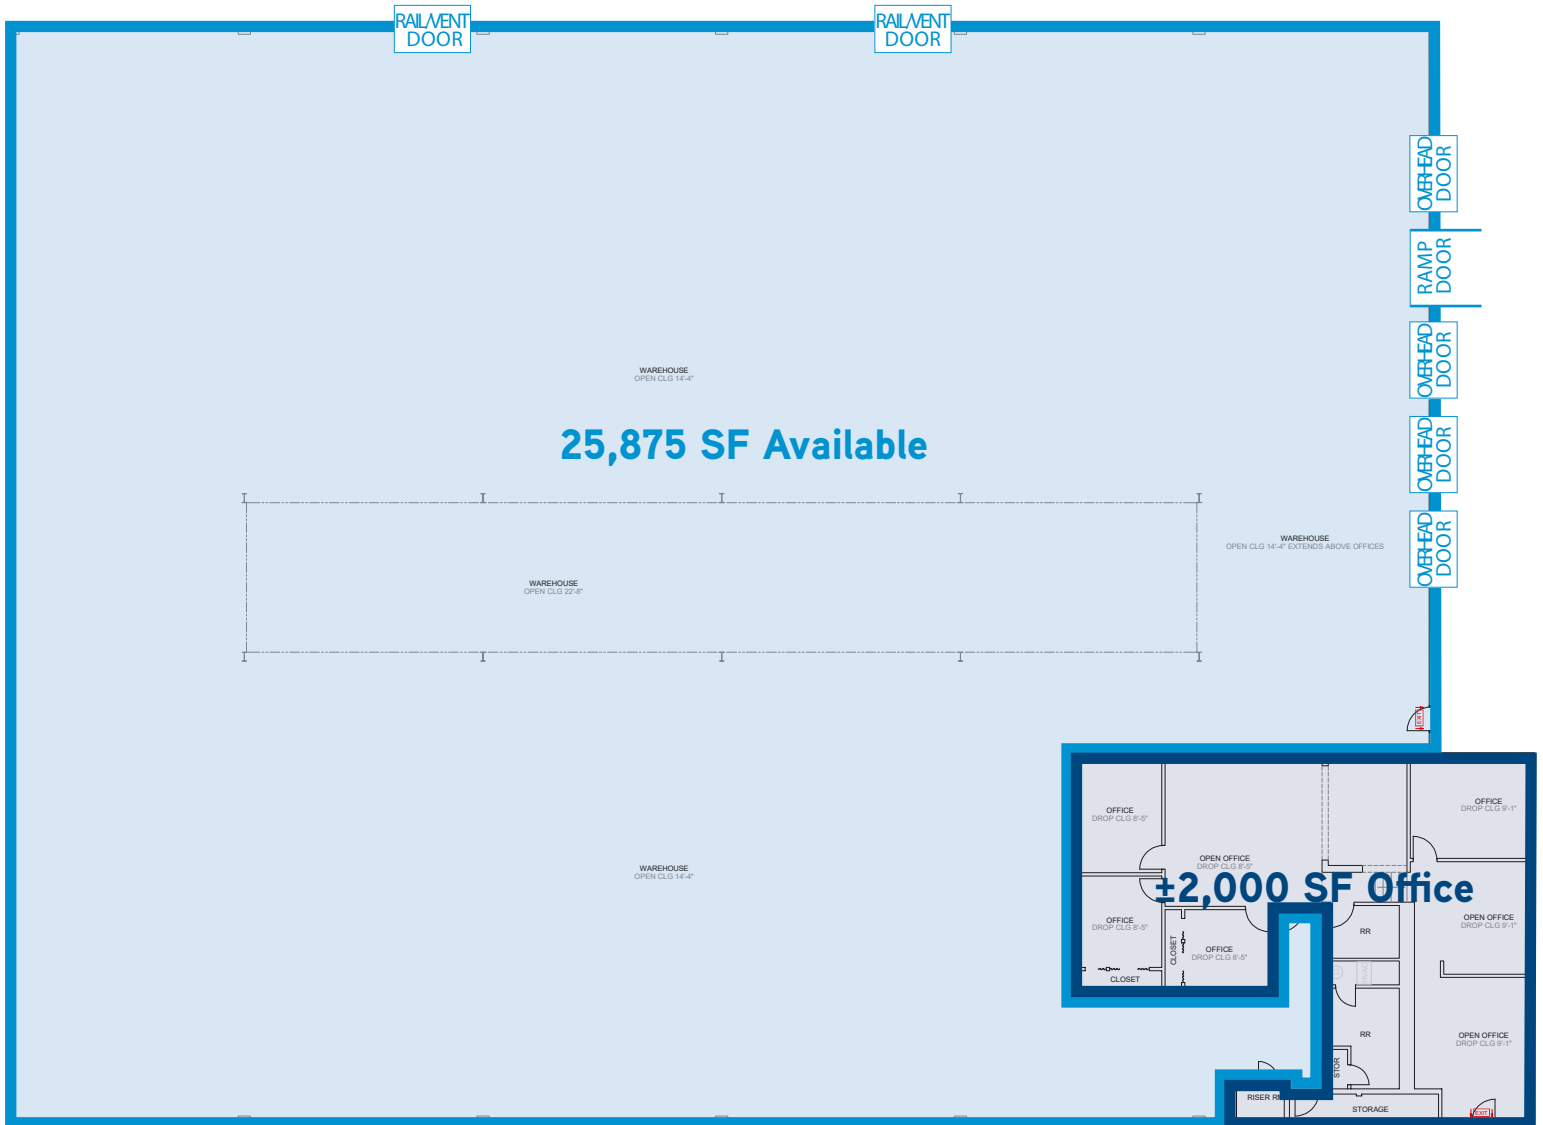 RAIL/VENT
DOOR
RAIL/VENT
DOOR
OVERHEAD
DOOR
RAMP
DOOR
OVERHEAD
DOOR
OVERHEAD
DOOR
OVERHEAD
DOOR
WAREHOUSE
OPEN CLG 14'-4"
25,875 SF Available
WAREHOUSE
OPEN CLG 14'-4" EXTENDS ABOVE OFFICES
WAREHOUSE
OPEN CLG 22'-8"
EXIT
OFFICE
DROP CLG 8'-5"
OFFICE
DROP CLG 9'-1"
WAREHOUSE
OPEN CLG 14'-4"
OPEN OFFICE
DROP CLG 8'-5"
±2,000 SF Office
OFFICE
DROP CLG 8'-5"
OPEN OFFICE
DROP CLG 9'-1"
RR
CLOSET
OFFICE
DROP CLG 8'-5"
CLOSET
HVAC
RR
OPEN OFFICE
DROP CLG 9'-1"
STOR
RISER
STORAGE
EXIT